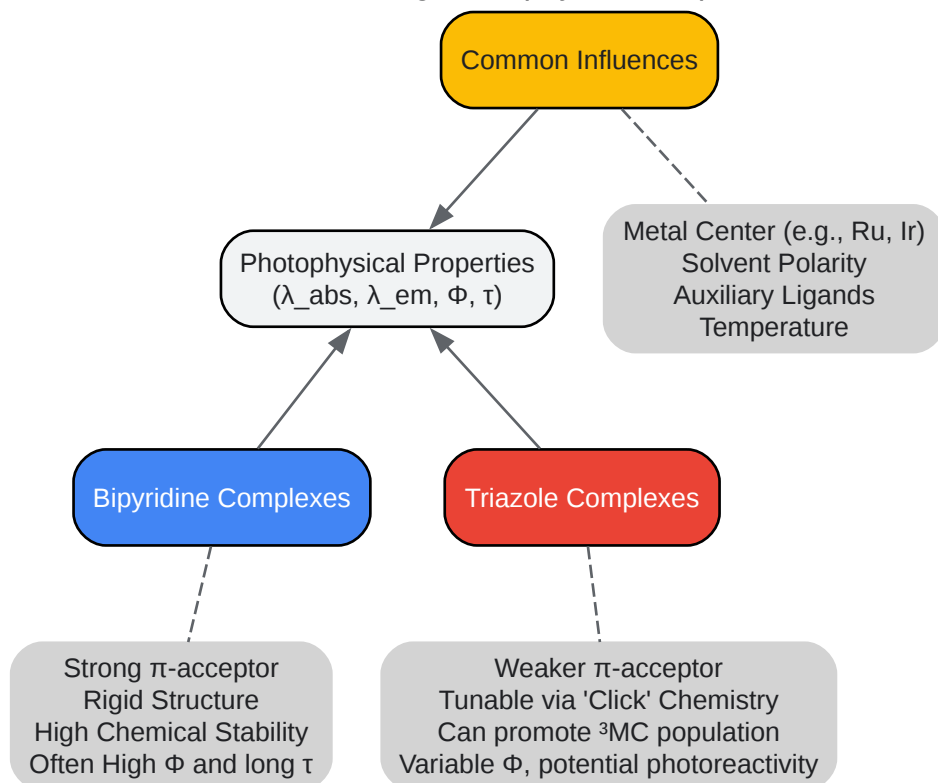 Common Influences
Metal Center (e.g., Ru, Ir)
Solvent Polarity
Auxiliary Ligands
Temperature
Photophysical Properties
(λ_abs, λ_em, Φ, τ)
Bipyridine Complexes
Triazole Complexes
Strong π-acceptor
Rigid Structure
High Chemical Stability
Often High Φ and long τ
Weaker π-acceptor
Tunable via 'Click' Chemistry
Can promote ³MC population
Variable Φ, potential photoreactivity